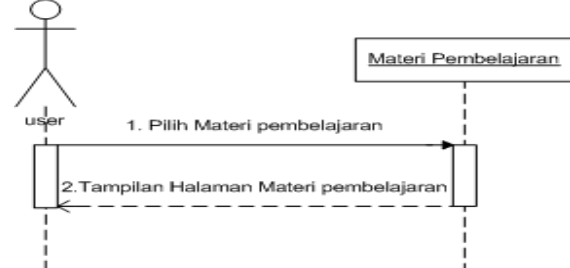 Materi Pembelajaran
user
1. Pilih Materi pembelajaran
2.Tampilan Halaman Materi pembelajaran